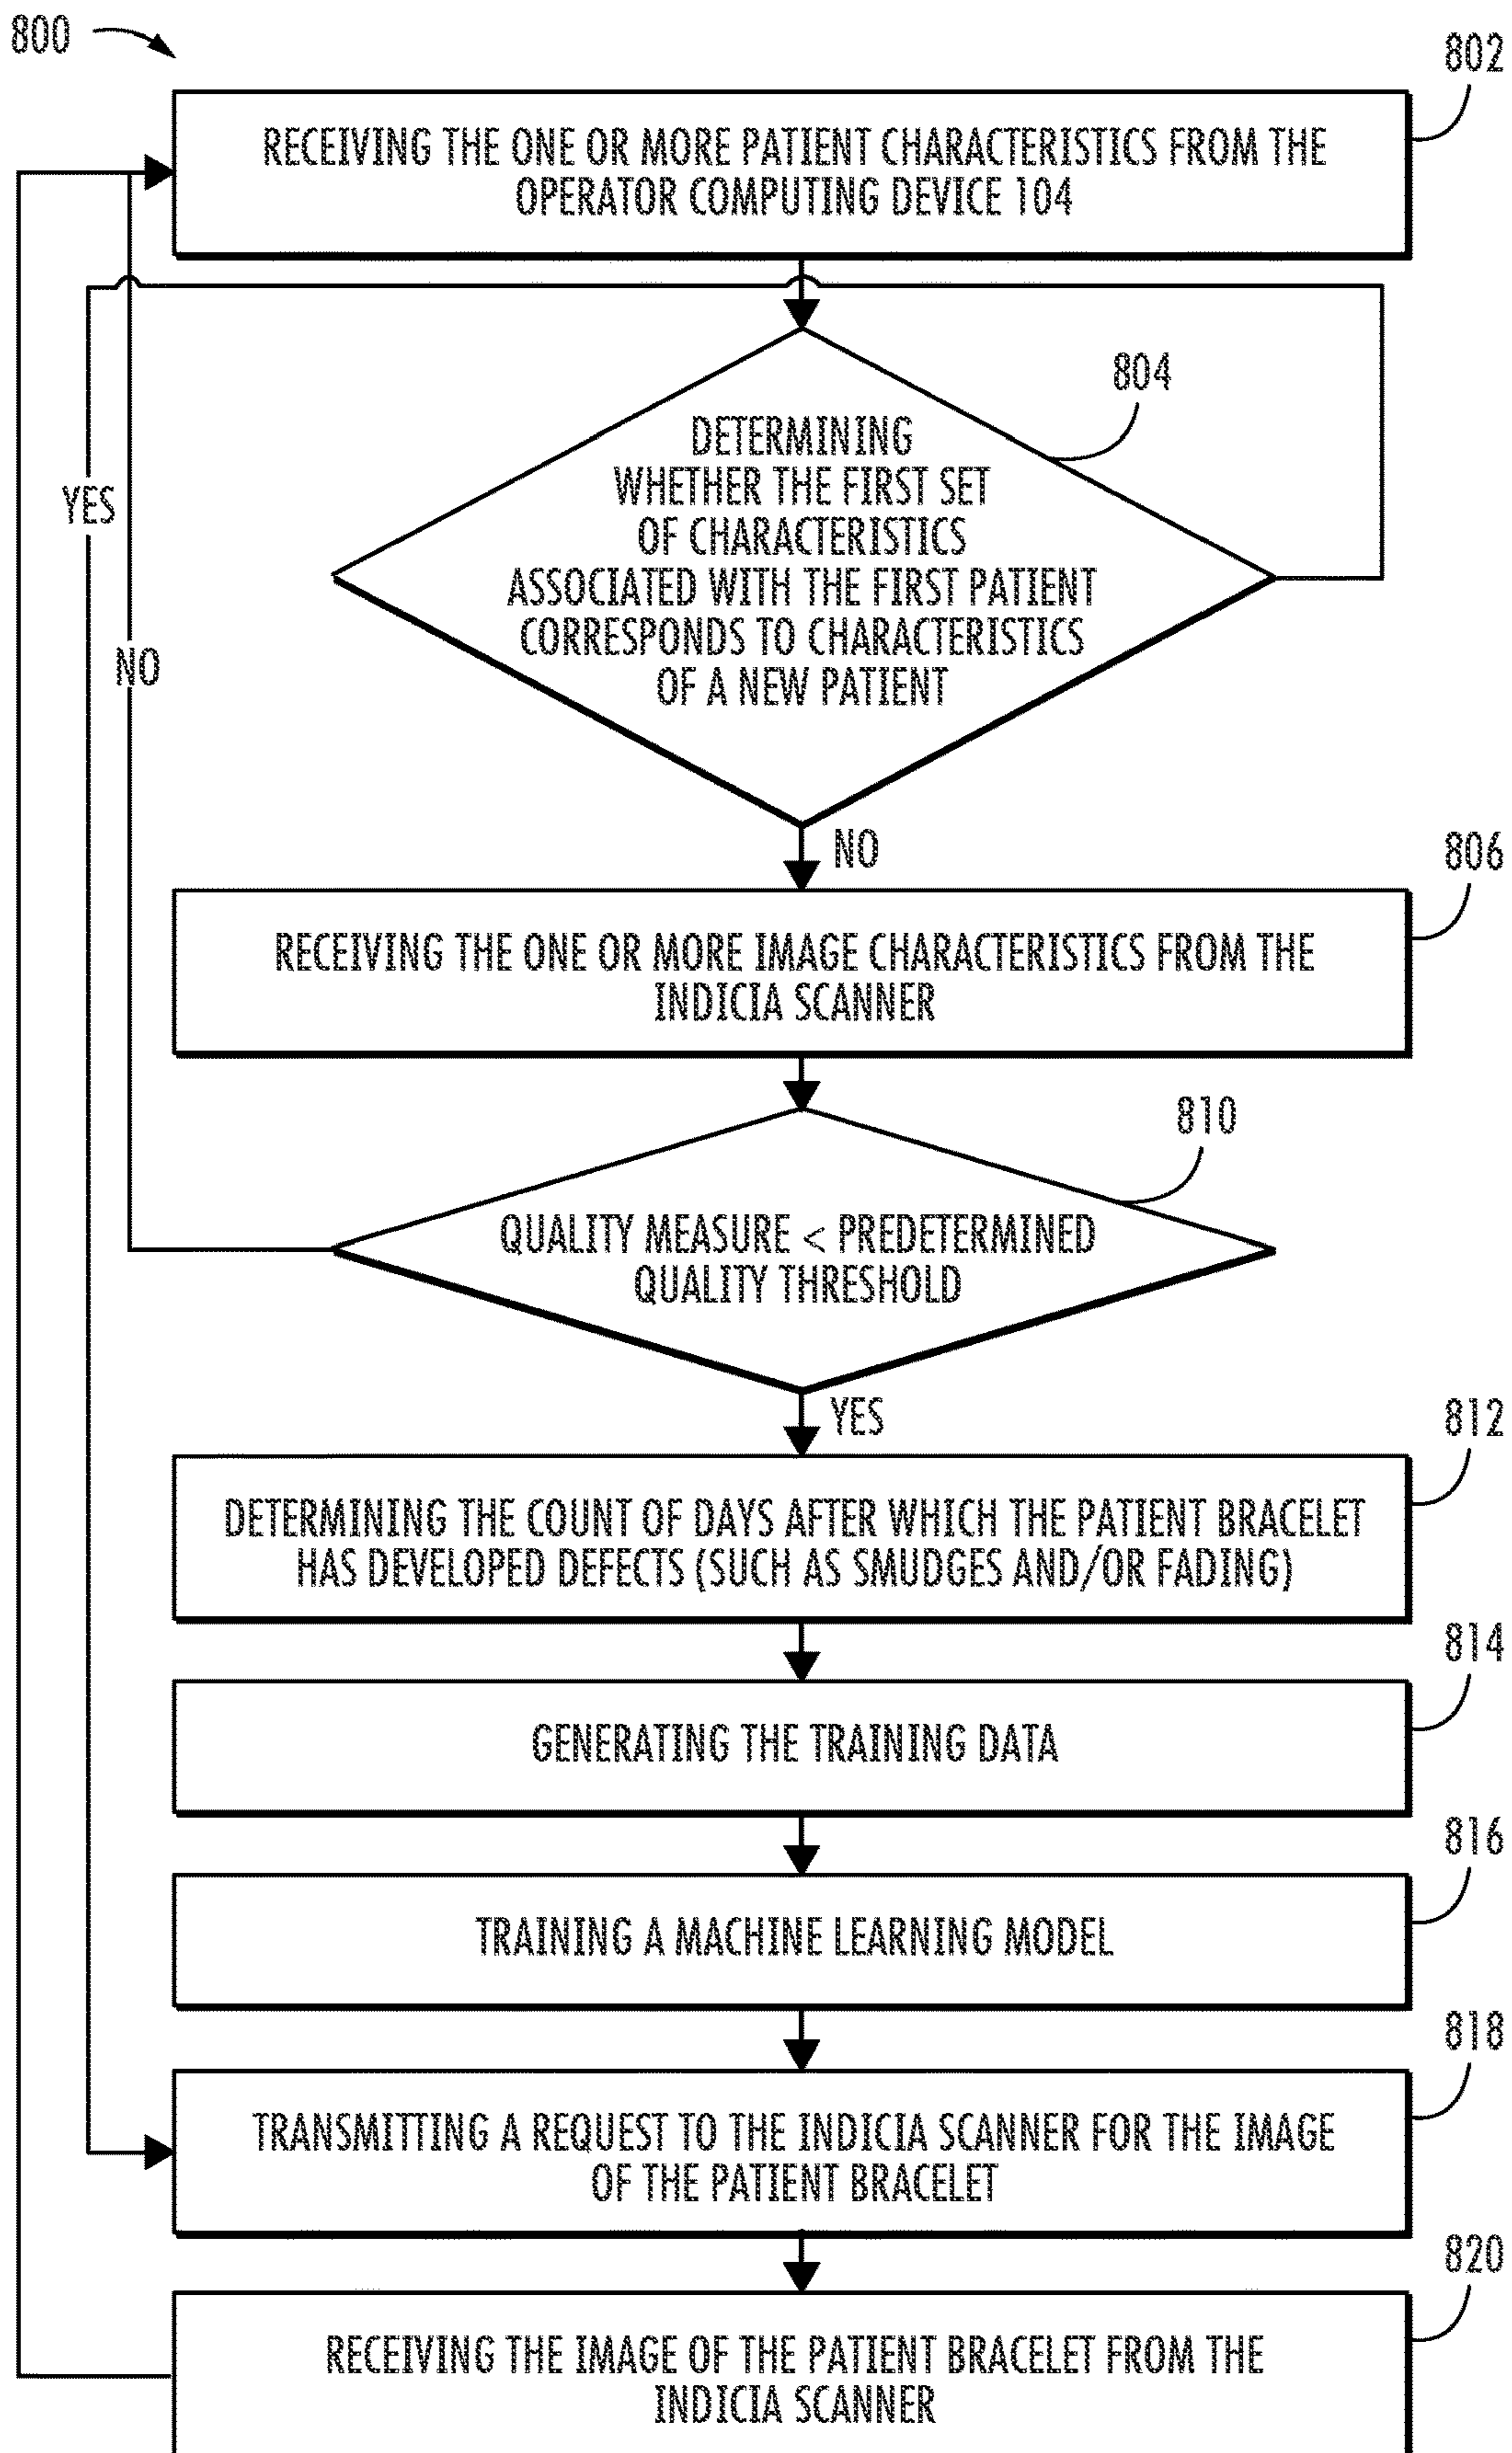 800
802
RECEIVING THE ONE OR MORE PATIENT CHARACTERISTICS FROM THE
OPERATOR COMPUTING DEVICE 104
804
DETERMINING
WHETHER THE FIRST SET
OF CHARACTERISTICS
ASSOCIATED WITH THE FIRST PATIENT
CORRESPONDS TO CHARACTERISTICS
OF A NEW PATIENT
YES
NO
NO
806
RECEIVING THE ONE OR MORE IMAGE CHARACTERISTICS FROM THE
INDICIA SCANNER
810
QUALITY MEASURE < PREDETERMINED
QUALITY THRESHOLD
YES
812
DETERMINING THE COUNT OF DAYS AFTER WHICH THE PATIENT BRACELET
HAS DEVELOPED DEFECTS (SUCH AS SMUDGES AND/OR FADING)
814
GENERATING THE TRAINING DATA
816
TRAINING A MACHINE LEARNING MODEL
818
TRANSMITTING A REQUEST TO THE INDICIA SCANNER FOR THE IMAGE
OF THE PATIENT BRACELET
820
RECEIVING THE IMAGE OF THE PATIENT BRACELET FROM THE
INDICIA SCANNER